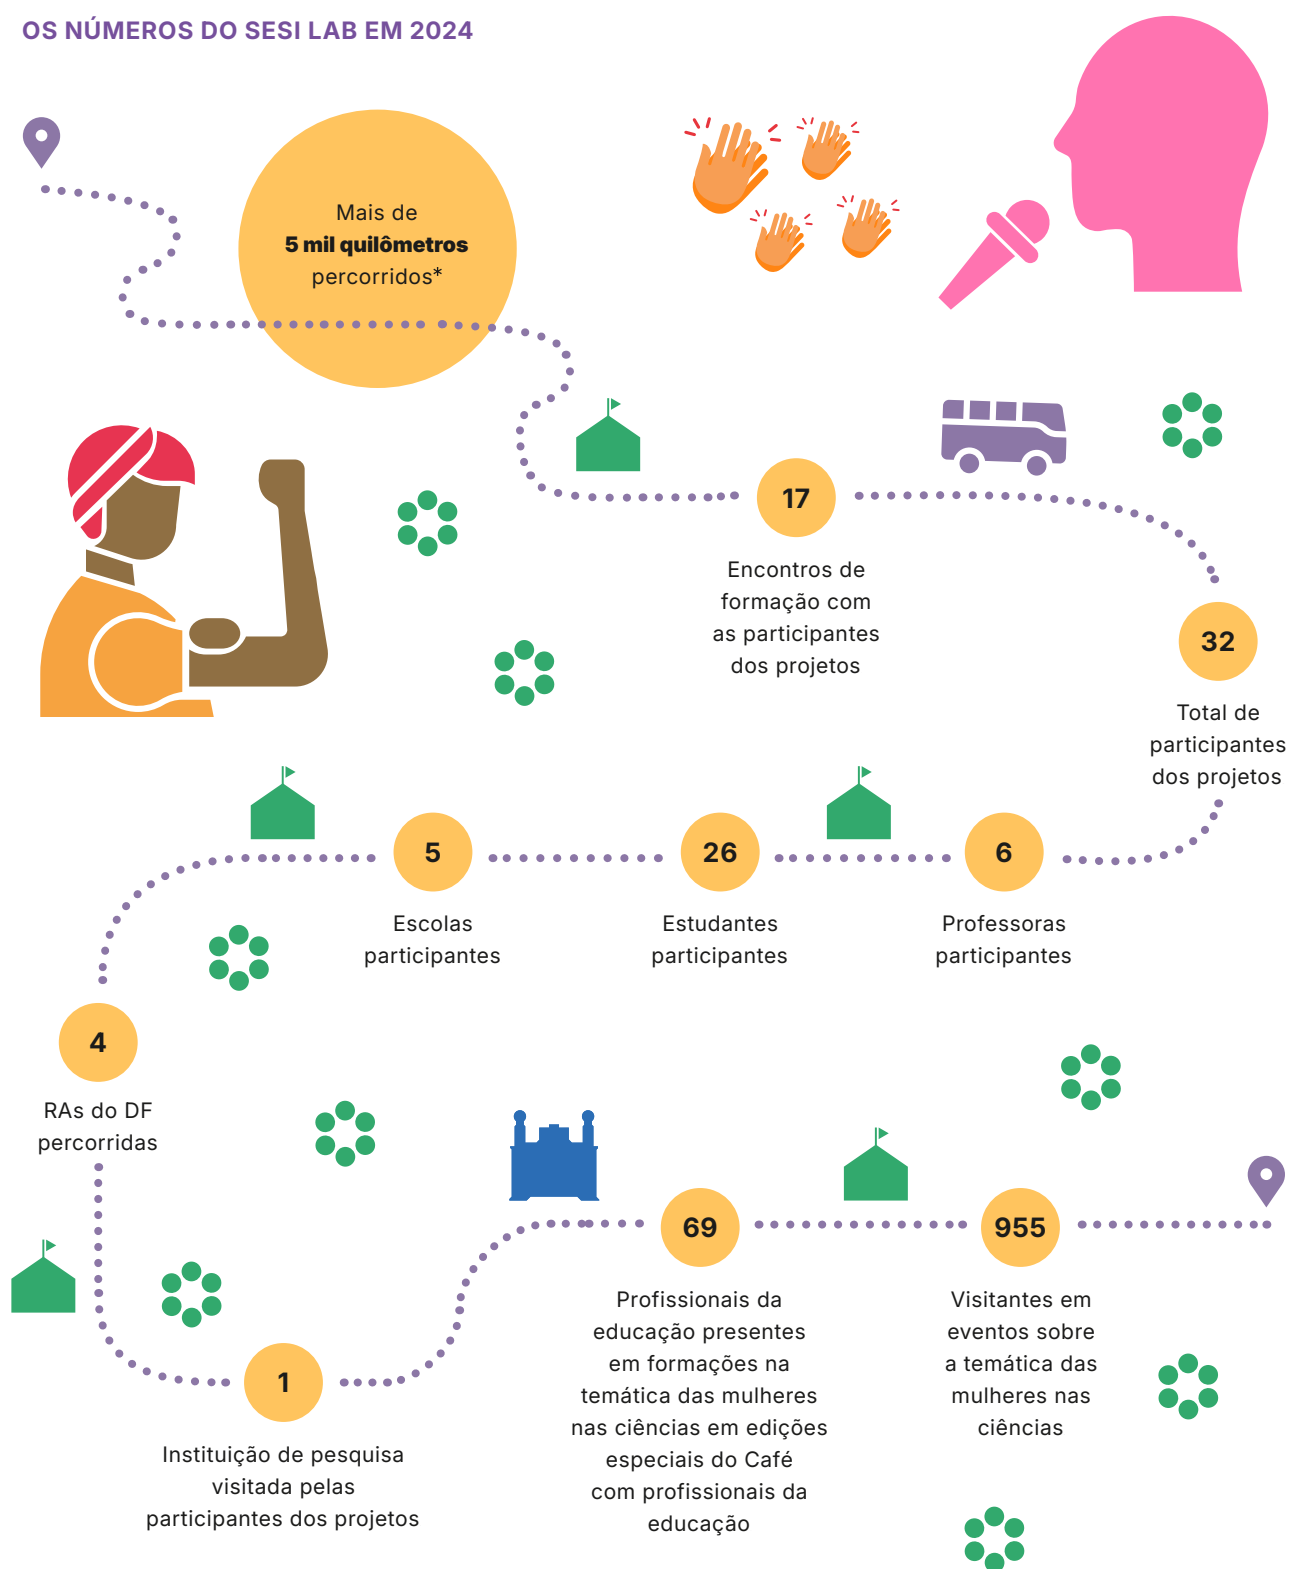 OS NÚMEROS DO SESI LAB EM 2024
Mais de
5 mil quilômetros
percorridos*
17
Encontros de
formação com
as participantes
dos projetos
32
Total de
participantes
dos projetos
6
Professoras
participantes
26
Estudantes
participantes
5
Escolas
participantes
4
RAs do DF
percorridas
1
Instituição de pesquisa
visitada pelas
participantes dos projetos
69
Profissionais da
educação presentes
em formações na
temática das mulheres
nas ciências em edições
especiais do Café
com profissionais da
educação
955
Visitantes em
eventos sobre
a temática das
mulheres nas
ciências